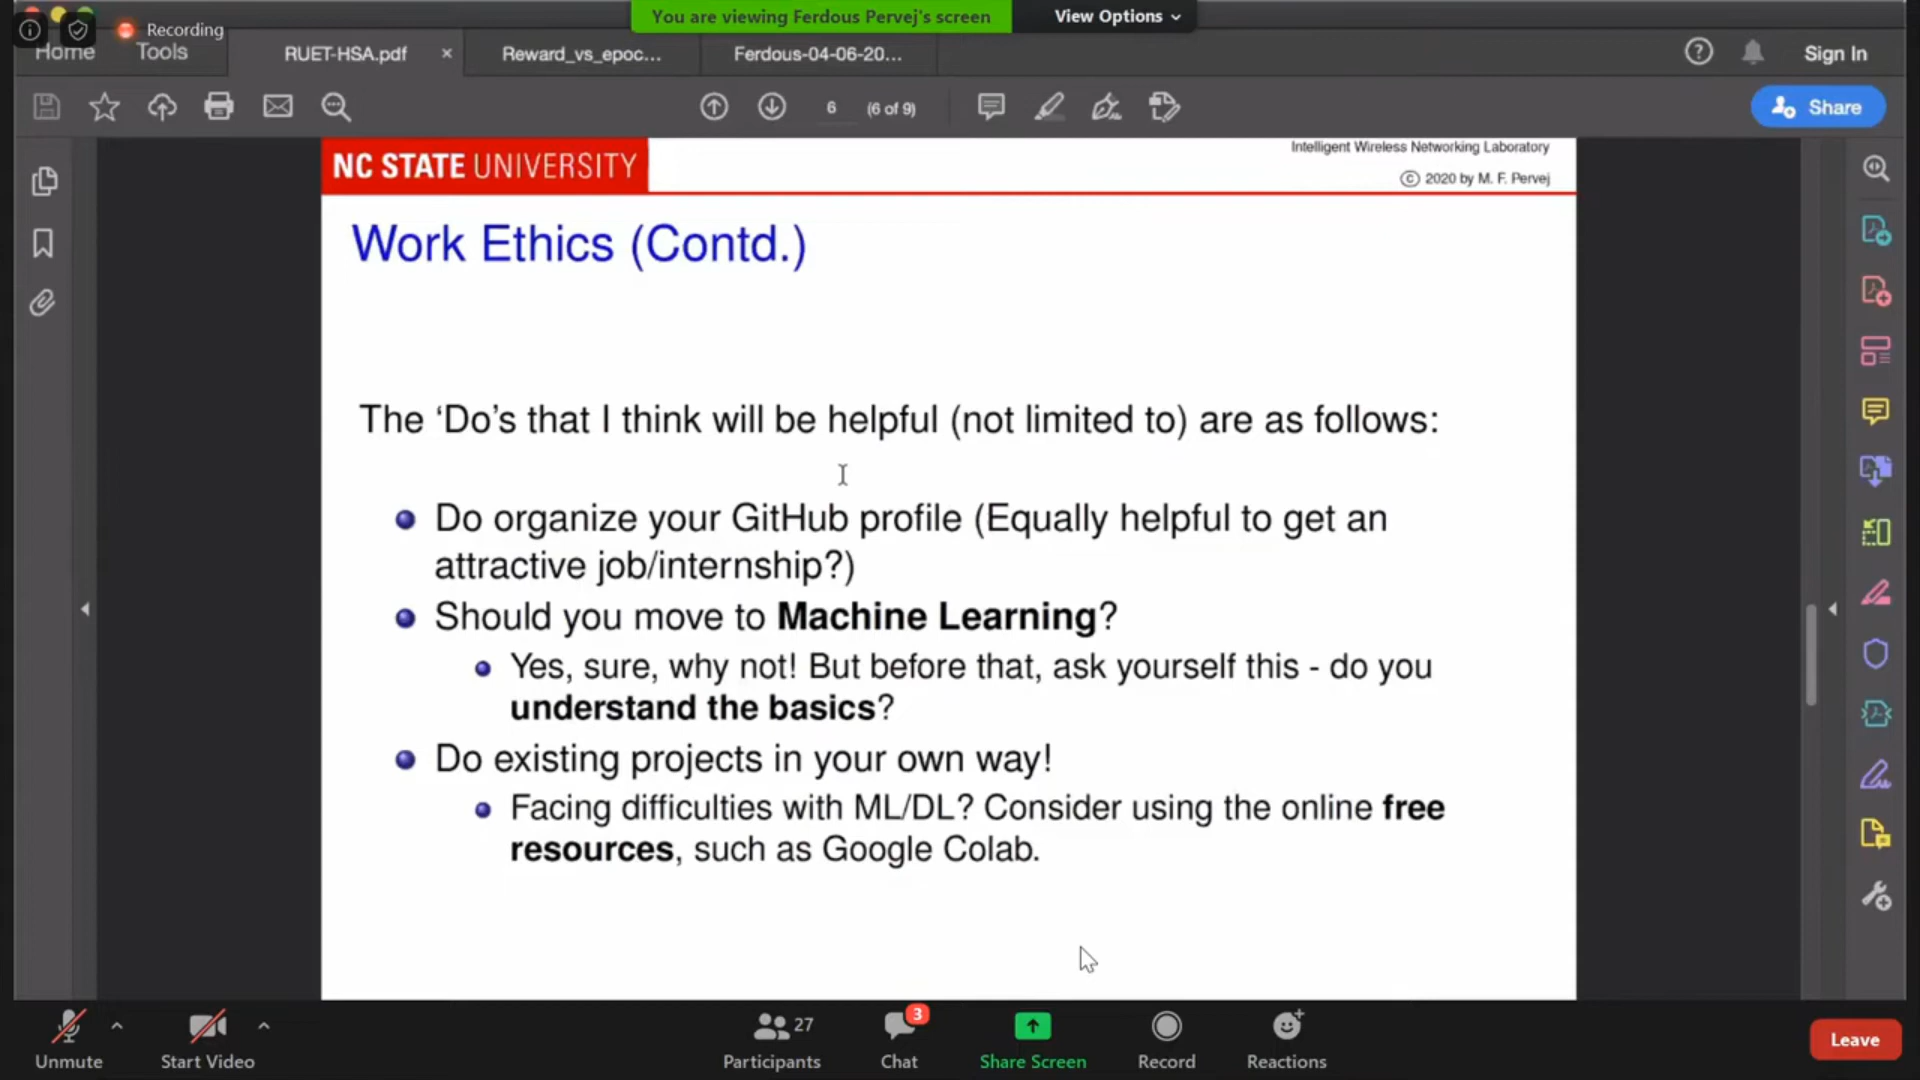 Recording
You are viewing Ferdous Pervej's screen
View Options
Home
Tools
RUET-HSA.pdf
Reward_vs_epoc...
Ferdous-04-06-20...
Sign In
6 (6 of 9)
Share
NC STATE UNIVERSITY
Intelligent Wireless Networking Laboratory
© 2020 by M. F. Pervej
Work Ethics (Contd.)
The ‘Do’s that I think will be helpful (not limited to) are as follows:
Do organize your GitHub profile (Equally helpful to get an
attractive job/internship?)
Should you move to Machine Learning?
Yes, sure, why not! But before that, ask yourself this - do you
understand the basics?
Do existing projects in your own way!
Facing difficulties with ML/DL? Consider using the online free
resources, such as Google Colab.
Unmute
Start Video
27
Participants
3
Chat
Share Screen
Record
Reactions
Leave